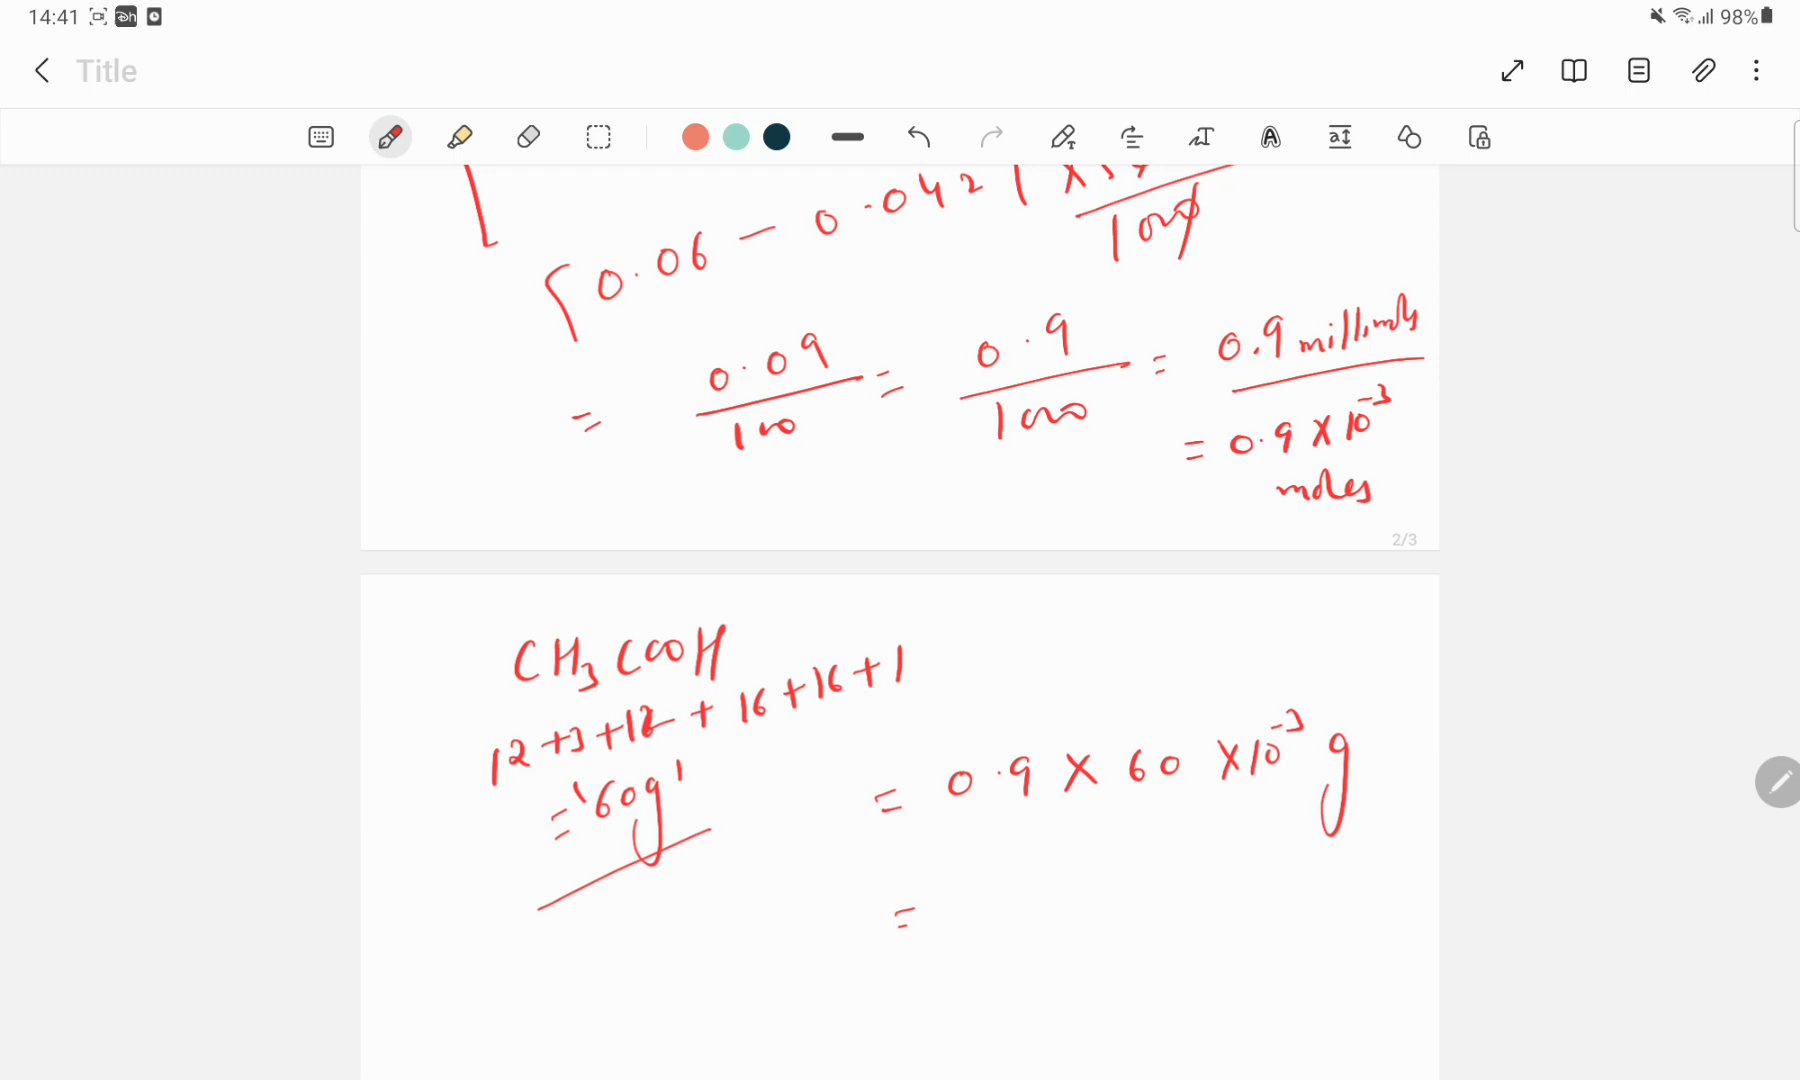 14:41 98%
Title
0.06 - 0.042
100
= 0.09/100 = 0.9/1000 = 0.9 millimols
= 0.9 × 10⁻³
moles
2/3
CH₃COOH
12+3+12+16+16+1
= '60g'
= 0.9 × 60 × 10⁻³ g
=